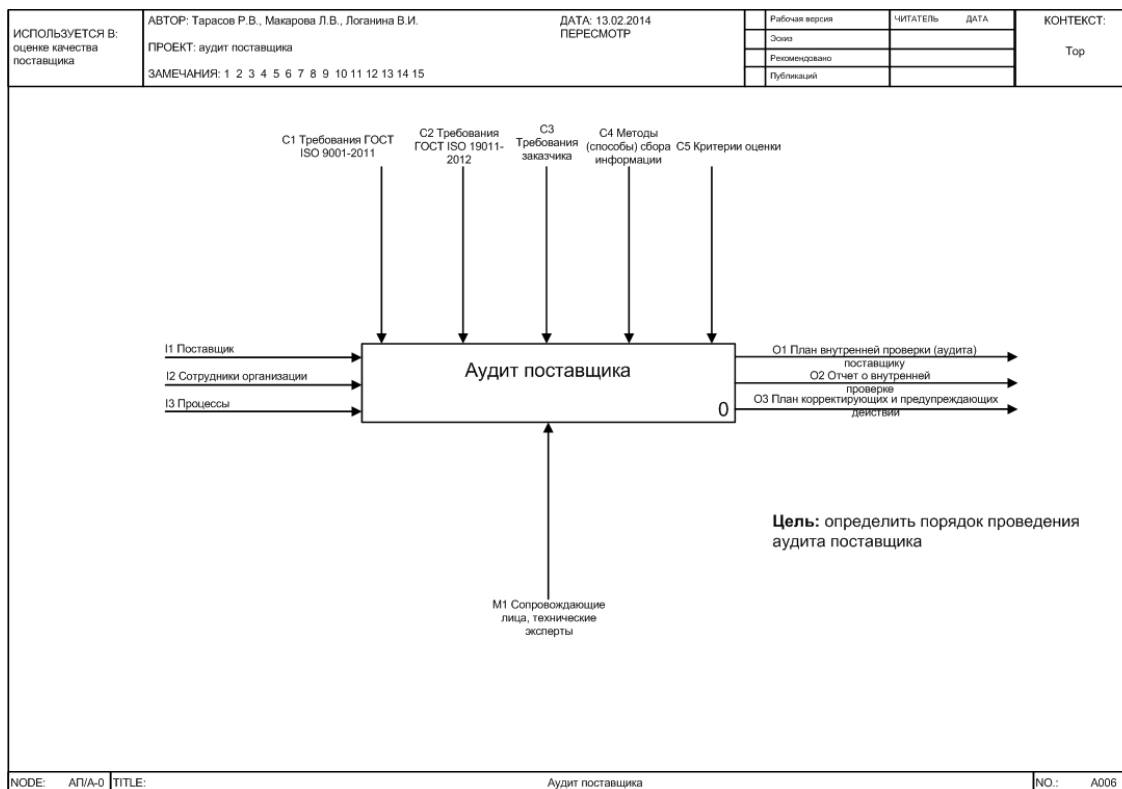 ИСПОЛЬЗУЕТСЯ В:
оценке качества
поставщика
АВТОР: Тарасов Р.В., Макарова Л.В., Логанина В.И.
ДАТА: 13.02.2014
ПЕРЕСМОТР
ПРОЕКТ: аудит поставщика
ЗАМЕЧАНИЯ: 1 2 3 4 5 6 7 8 9 10 11 12 13 14 15
Рабочая версия
ЧИТАТЕЛЬ ДАТА
Эскиз
Рекомендовано
Публикаций
КОНТЕКСТ:
Top
C1 Требования ГОСТ
ISO 9001-2011
C2 Требования
ГОСТ ISO 19011-
2012
C3
Требования
заказчика
C4 Методы
(способы) сбора
информации
C5 Критерии оценки
I1 Поставщик
I2 Сотрудники организации
I3 Процессы
Аудит поставщика
0
O1 План внутренней проверки (аудита)
поставщику
O2 Отчет о внутренней
проверке
O3 План корректирующих и предупреждающих
действий
Цель: определить порядок проведения
аудита поставщика
M1 Сопровождающие
лица, технические
эксперты
NODE: АП/А-0
TITLE:
Аудит поставщика
NO.: A006